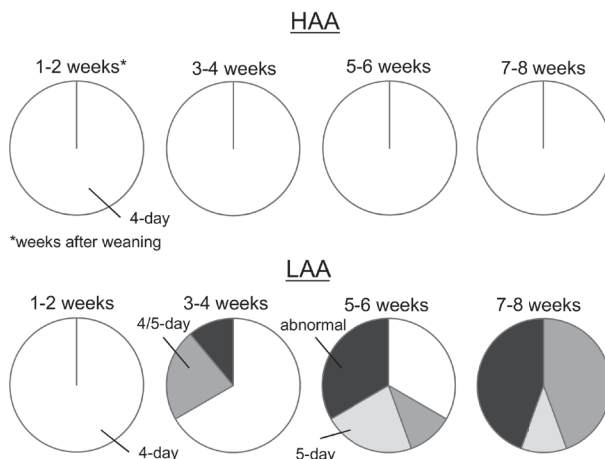 HAA
1-2 weeks*
3-4 weeks
5-6 weeks
7-8 weeks
4-day
*weeks after weaning
LAA
1-2 weeks
3-4 weeks
5-6 weeks
7-8 weeks
4/5-day
abnormal
4-day
5-day